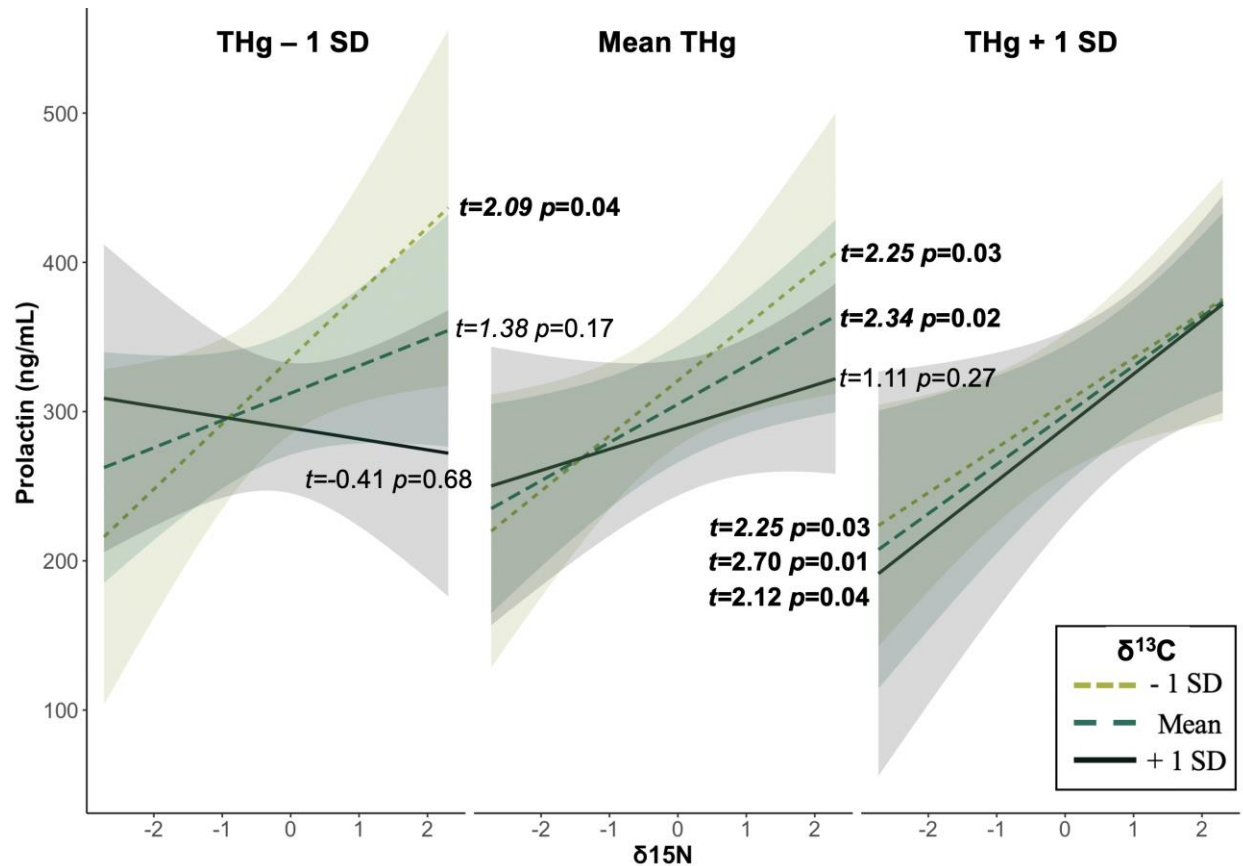 THg – 1 SD
Mean THg
THg + 1 SD
Prolactin (ng/mL)
500
400
300
200
100
t=2.09 p=0.04
t=1.38 p=0.17
t=-0.41 p=0.68
t=2.25 p=0.03
t=2.34 p=0.02
t=1.11 p=0.27
t=2.25 p=0.03
t=2.70 p=0.01
t=2.12 p=0.04
δ¹³C
- 1 SD
Mean
+ 1 SD
-2 -1 0 1 2
-2 -1 0 1 2
-2 -1 0 1 2
δ15N